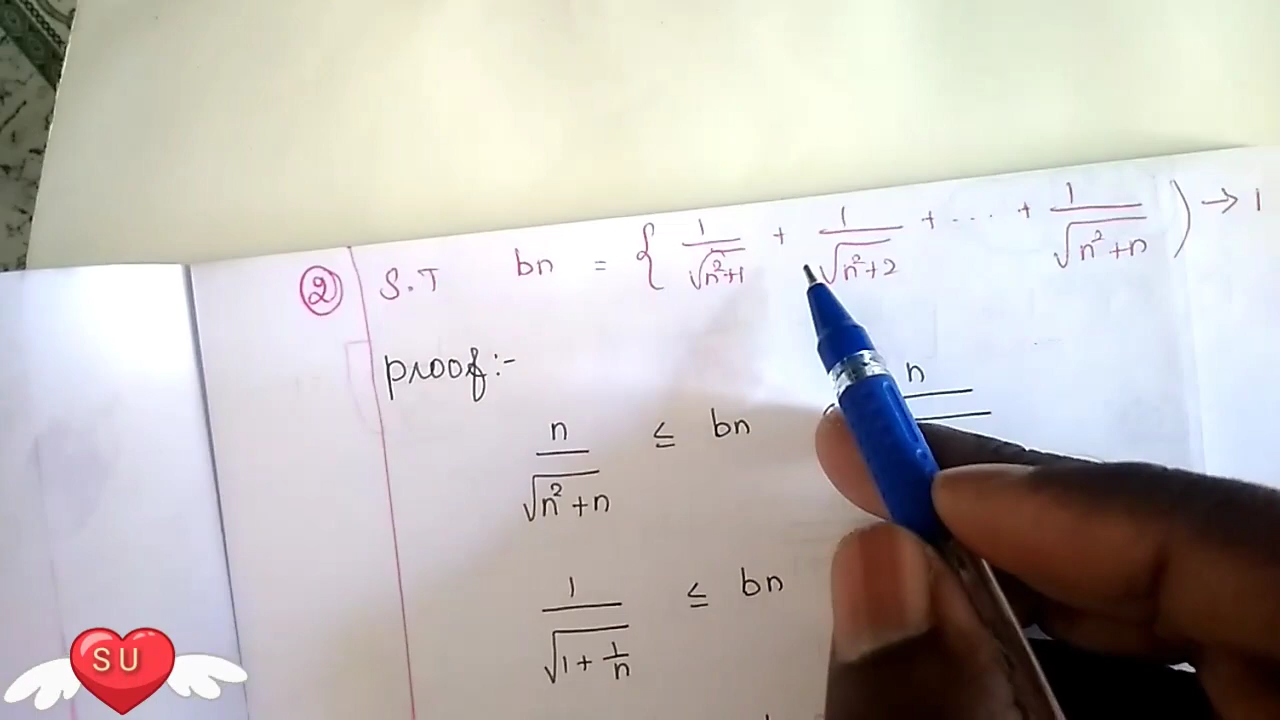 ② S.T bn = { 1/√(n²+1) + 1/√(n²+2) + ... + 1/√(n²+n) ) → 1
proof:-
n/√(n²+n) ≤ bn n
1/√(1+1/n) ≤ bn
SU